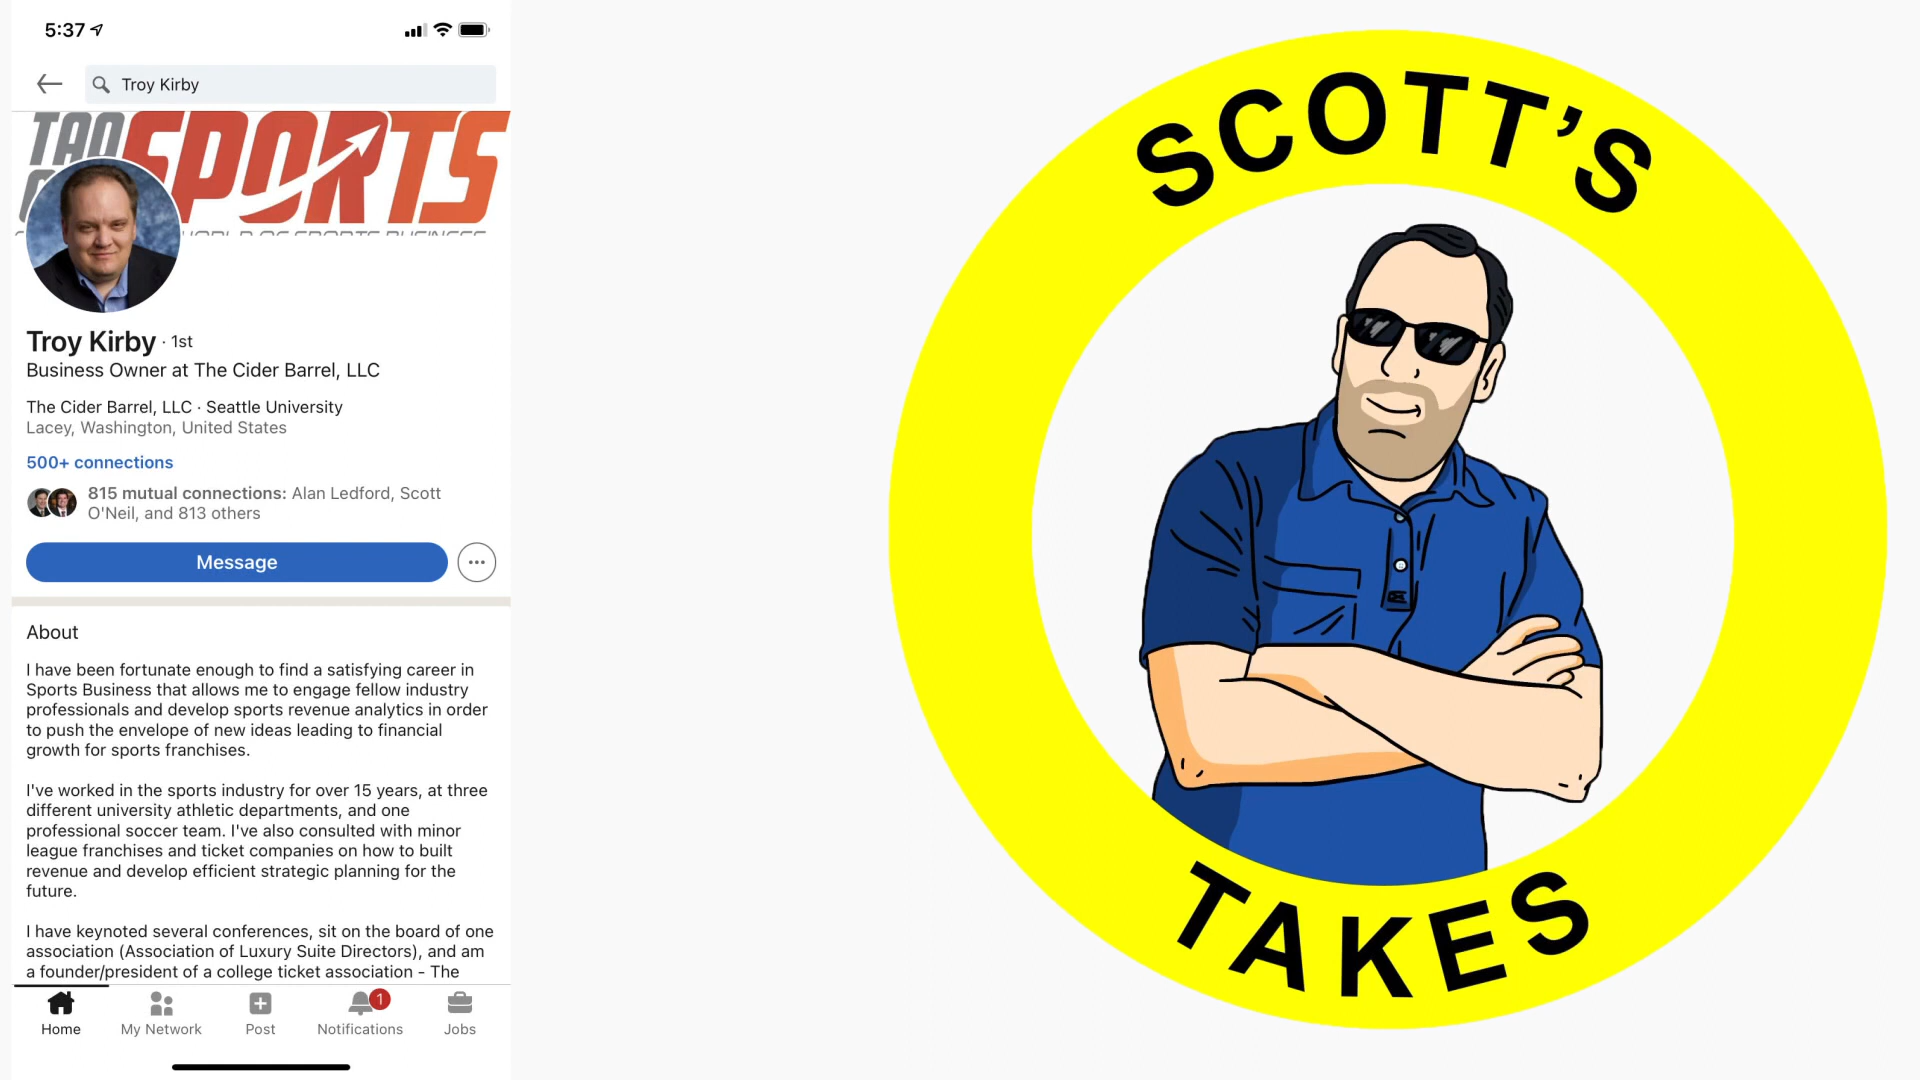 5:37
Troy Kirby
SPORTS
Troy Kirby · 1st
Business Owner at The Cider Barrel, LLC
The Cider Barrel, LLC · Seattle University
Lacey, Washington, United States
500+ connections
815 mutual connections: Alan Ledford, Scott
O'Neil, and 813 others
Message
About
I have been fortunate enough to find a satisfying career in
Sports Business that allows me to engage fellow industry
professionals and develop sports revenue analytics in order
to push the envelope of new ideas leading to financial
growth for sports franchises.
I've worked in the sports industry for over 15 years, at three
different university athletic departments, and one
professional soccer team. I've also consulted with minor
league franchises and ticket companies on how to built
revenue and develop efficient strategic planning for the
future.
I have keynoted several conferences, sit on the board of one
association (Association of Luxury Suite Directors), and am
a founder/president of a college ticket association - The
1
Home
My Network
Post
Notifications
Jobs
SCOTT'S
TAKES